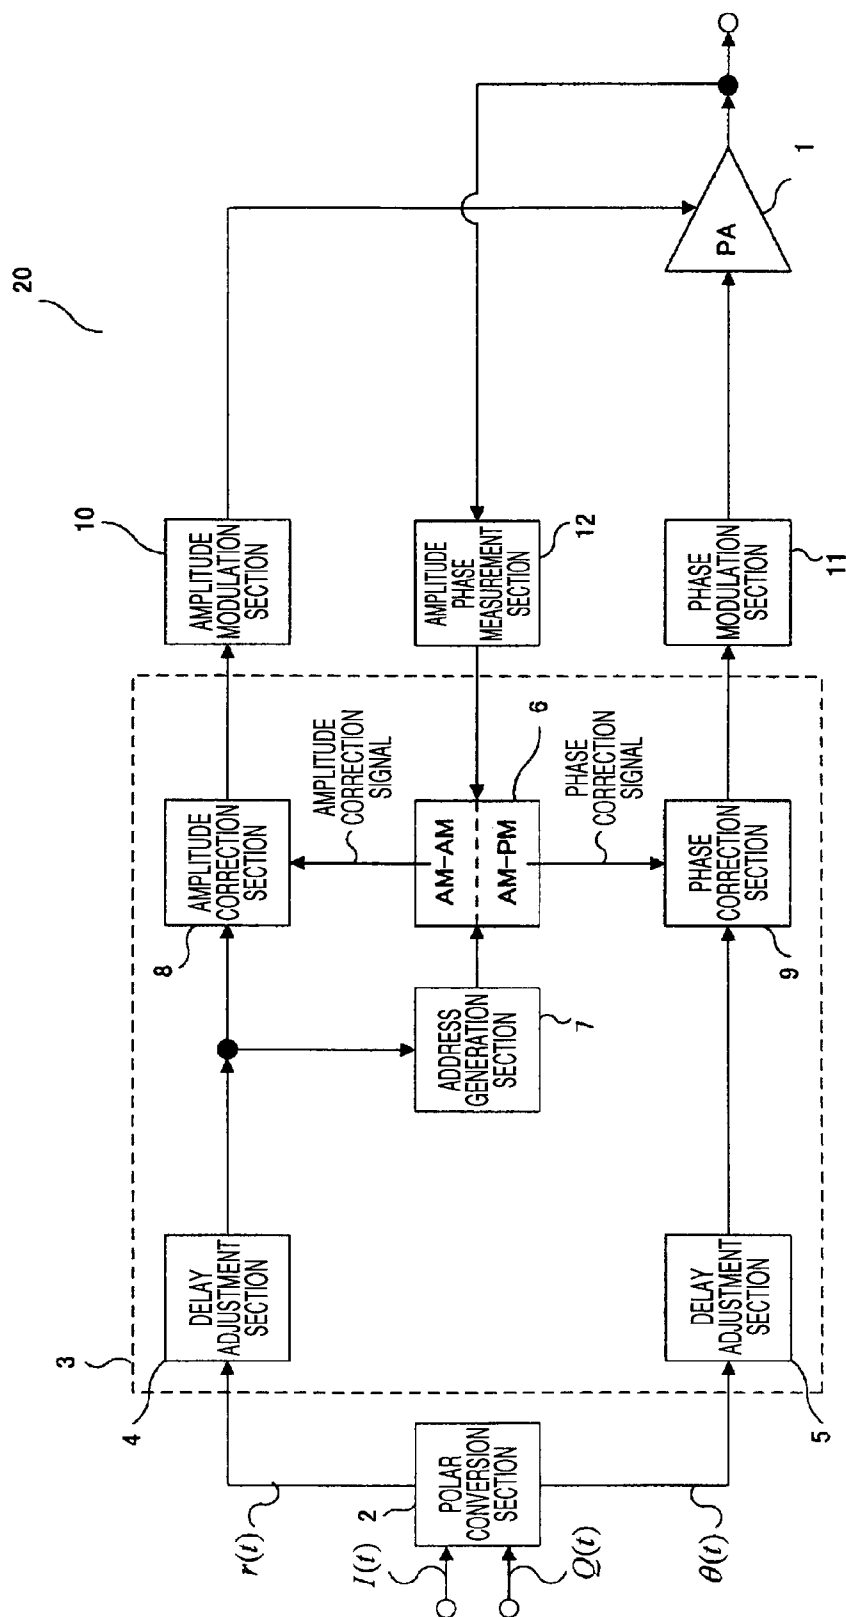 20
I(t)
Q(t)
2
POLAR
CONVERSION
SECTION
r(t)
θ(t)
3
4
DELAY
ADJUSTMENT
SECTION
5
DELAY
ADJUSTMENT
SECTION
7
ADDRESS
GENERATION
SECTION
8
AMPLITUDE
CORRECTION
SECTION
AMPLITUDE
CORRECTION
SIGNAL
6
AM-AM
AM-PM
PHASE
CORRECTION
SIGNAL
9
PHASE
CORRECTION
SECTION
10
AMPLITUDE
MODULATION
SECTION
12
AMPLITUDE
PHASE
MEASUREMENT
SECTION
11
PHASE
MODULATION
SECTION
PA
1